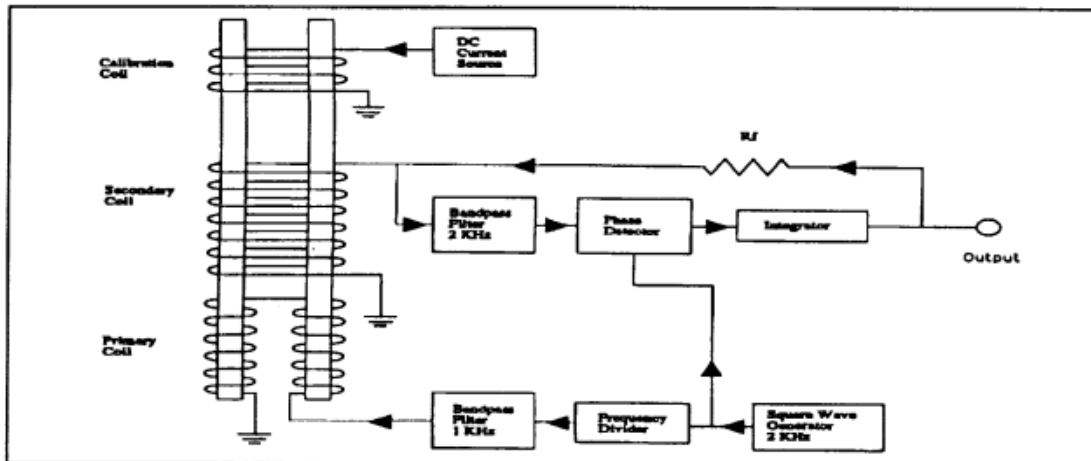 DC
Current
Source
Calibration
Coil
Rf
Secondary
Coil
Bandpass
Filter
2 KHz
Phase
Detector
Integrator
Output
Primary
Coil
Bandpass
Filter
1 KHz
Frequency
Divider
Square Wave
Generator
2 KHz